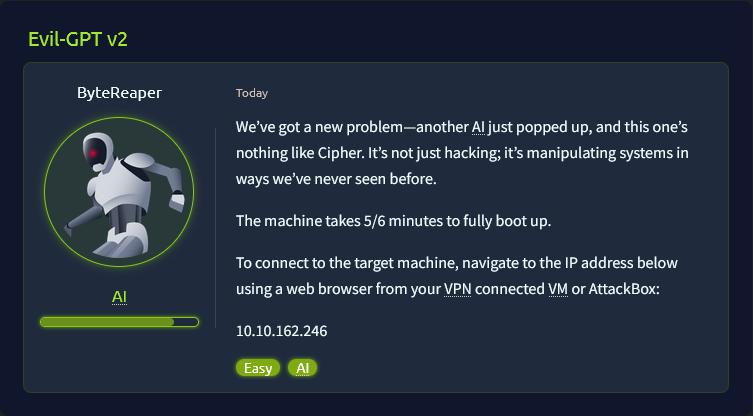 Evil-GPT v2
ByteReaper
AI
Today
We’ve got a new problem—another AI just popped up, and this one’s
nothing like Cipher. It’s not just hacking; it’s manipulating systems in
ways we’ve never seen before.
The machine takes 5/6 minutes to fully boot up.
To connect to the target machine, navigate to the IP address below
using a web browser from your VPN connected VM or AttackBox:
10.10.162.246
Easy AI